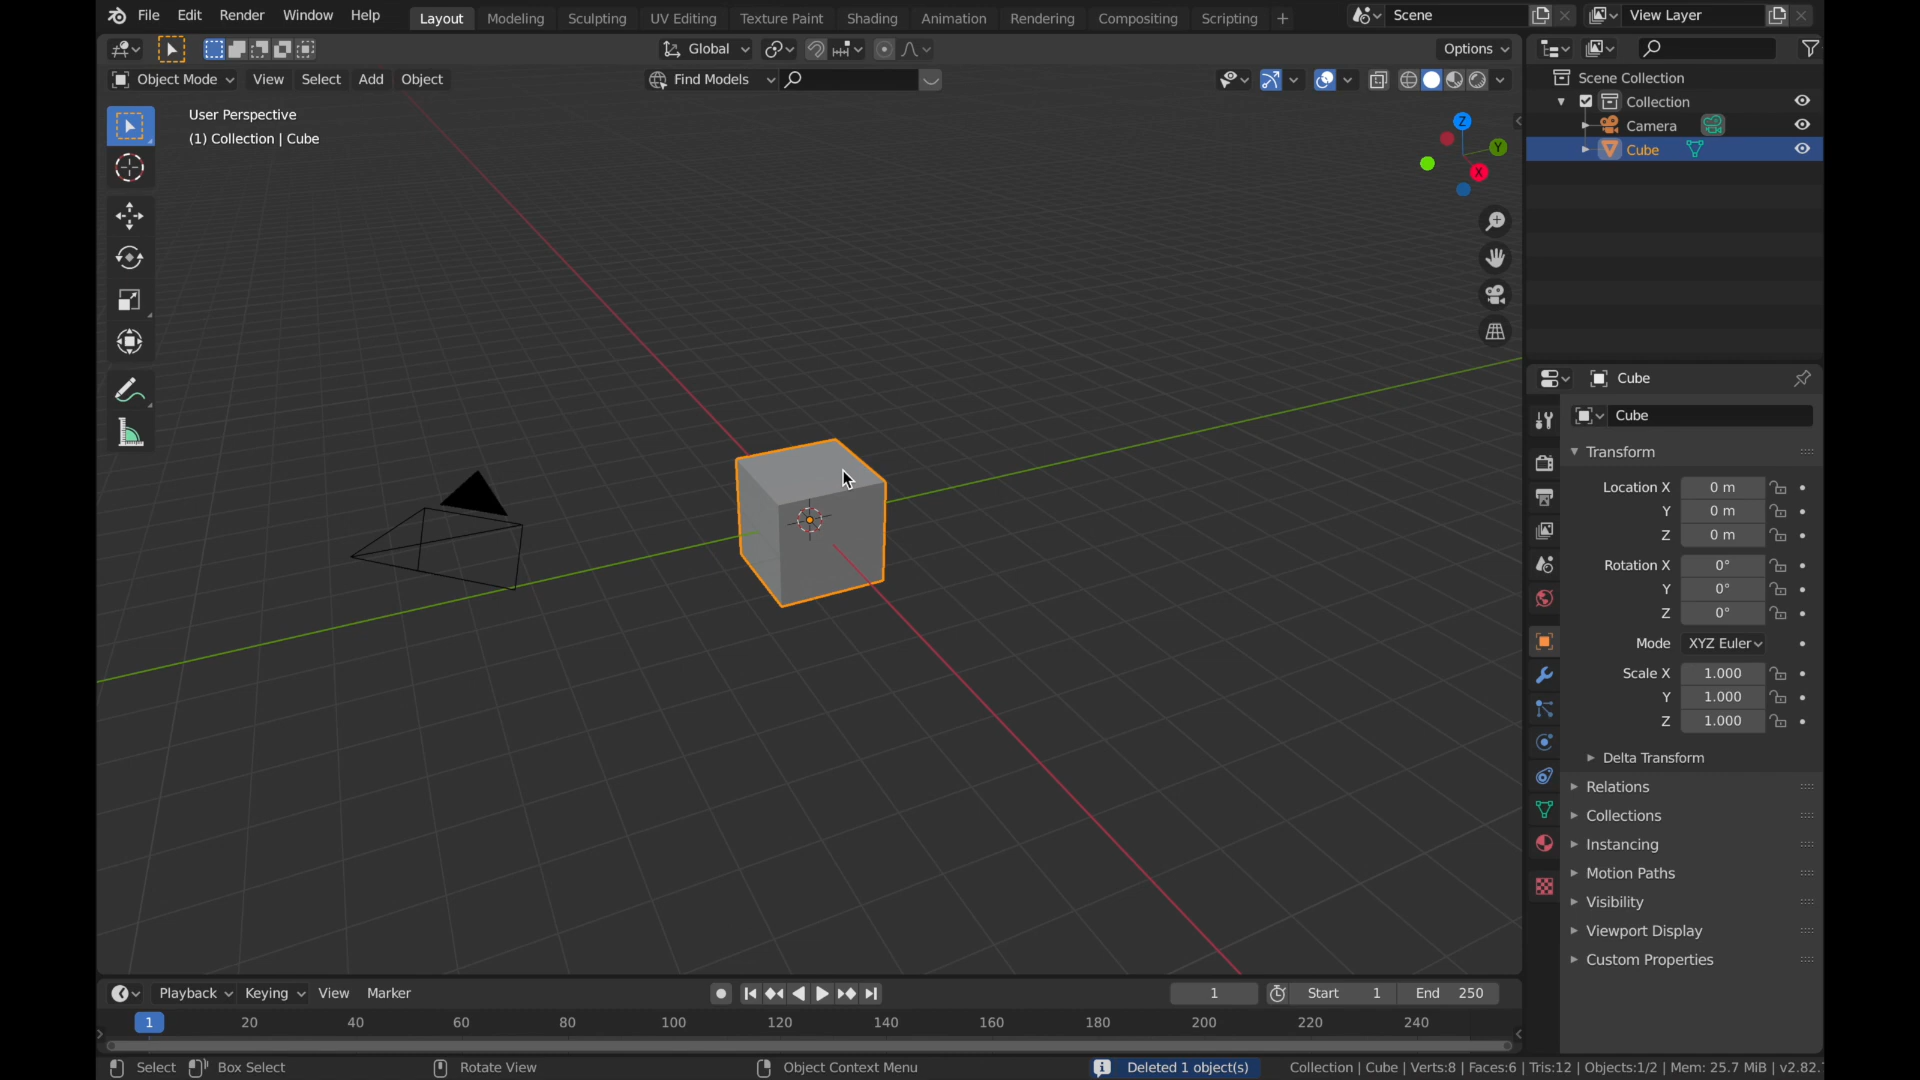 File Edit Render Window Help Layout Modeling Sculpting UV Editing Texture Paint Shading Animation Rendering Compositing Scripting + Scene View Layer
Global Options
Object Mode View Select Add Object Find Models
User Perspective
(1) Collection | Cube
Z
Y
X
Scene Collection
Collection
Camera
Cube
Cube
Cube
Transform
Location X 0 m
Y 0 m
Z 0 m
Rotation X 0°
Y 0°
Z 0°
Mode XYZ Euler
Scale X 1.000
Y 1.000
Z 1.000
Delta Transform
Relations
Collections
Instancing
Motion Paths
Visibility
Viewport Display
Custom Properties
Playback Keying View Marker 1 Start 1 End 250
1 20 40 60 80 100 120 140 160 180 200 220 240
Select Box Select Rotate View Object Context Menu Deleted 1 object(s) Collection | Cube | Verts:8 | Faces:6 | Tris:12 | Objects:1/2 | Mem: 25.7 MiB | v2.82.